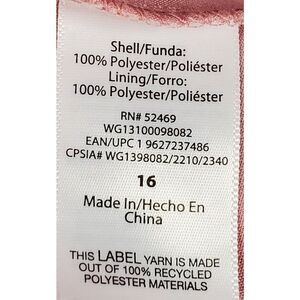 Shell/Funda:
100% Polyester/Poliéster
Lining/Forro:
100% Polyester/Poliéster
RN# 52469
WG13100098082
EAN/UPC 1 9627237486
CPSIA# WG1398082/2210/2340
16
Made In/Hecho En
China
THIS LABEL YARN IS MADE
OUT OF 100% RECYCLED
POLYESTER MATERIALS